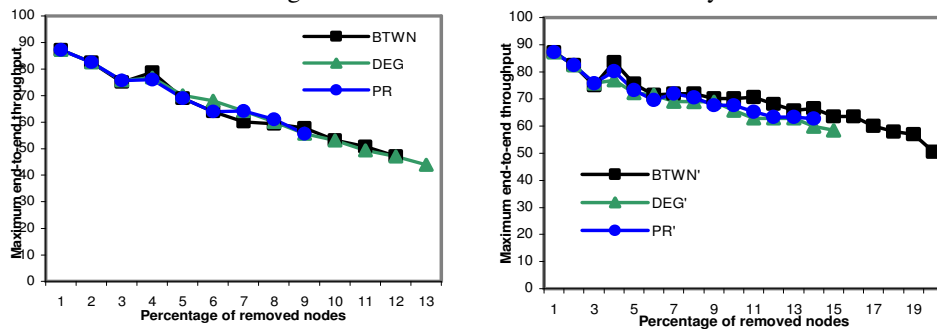 Maximum end-to-end throughput
100
90
80
70
60
50
40
30
20
10
0
BTWN
DEG
PR
1 2 3 4 5 6 7 8 9 10 11 12 13
Percentage of removed nodes
Maximum end-to-end throughput
100
90
80
70
60
50
40
30
20
10
0
BTWN'
DEG'
PR'
1 3 5 7 9 11 13 15 17 19
Percentage of removed nodes